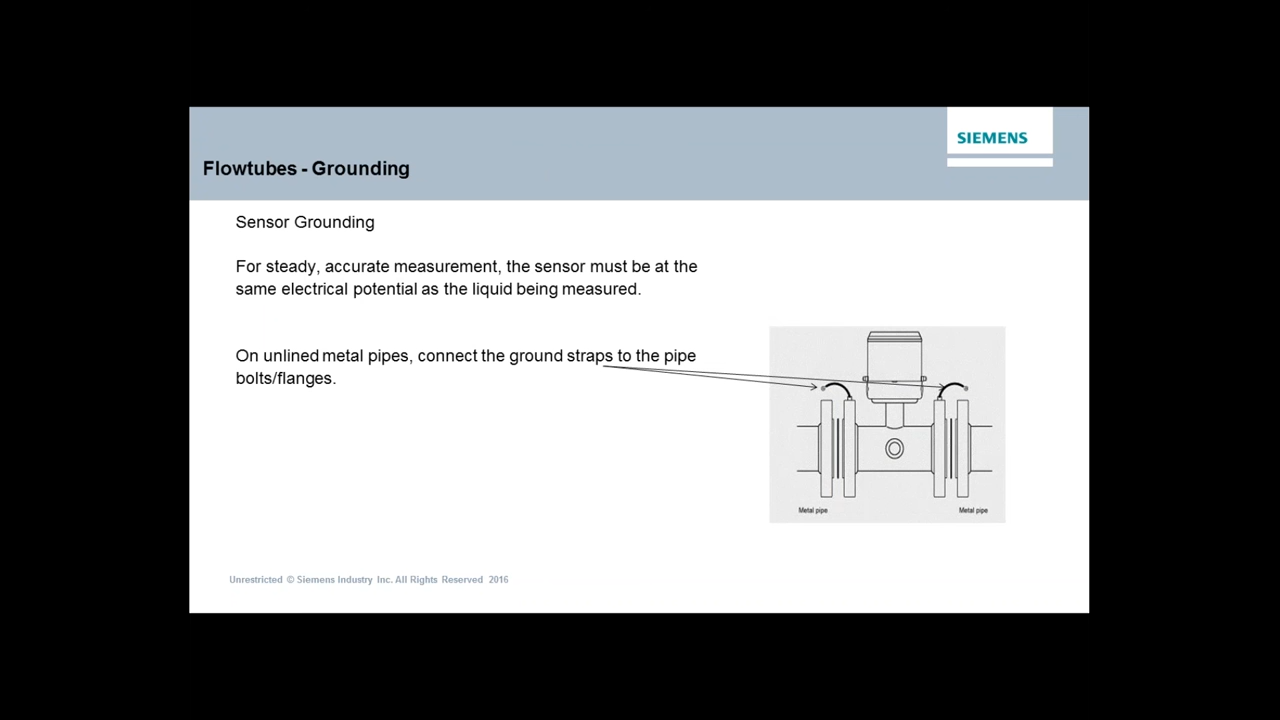 SIEMENS
Flowtubes - Grounding
Sensor Grounding
For steady, accurate measurement, the sensor must be at the
same electrical potential as the liquid being measured.
On unlined metal pipes, connect the ground straps to the pipe
bolts/flanges.
Metal pipe
Metal pipe
Unrestricted © Siemens Industry Inc. All Rights Reserved 2016